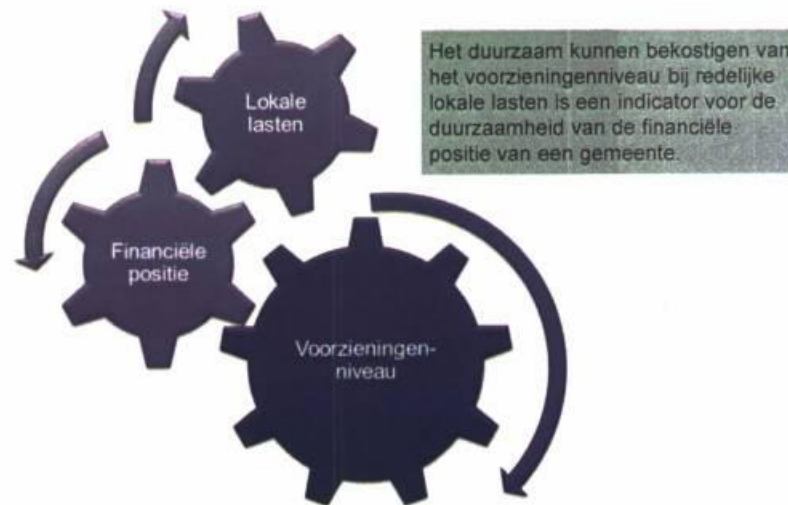 Lokale
lasten
Het duurzaam kunnen bekostigen van
het voorzieningenniveau bij redelijke
lokale lasten is een indicator voor de
duurzaamheid van de financiële
positie van een gemeente.
Financiële
positie
Voorzieningen-
niveau